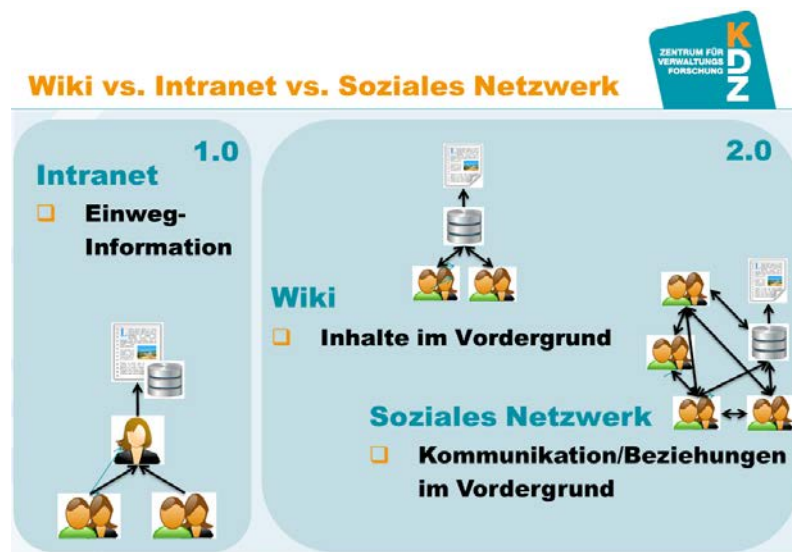 ZENTRUM FÜR
VERWALTUNGS
FORSCHUNG
KDZ
Wiki vs. Intranet vs. Soziales Netzwerk
1.0
Intranet
Einweg-
Information
2.0
Wiki
Inhalte im Vordergrund
Soziales Netzwerk
Kommunikation/Beziehungen
im Vordergrund